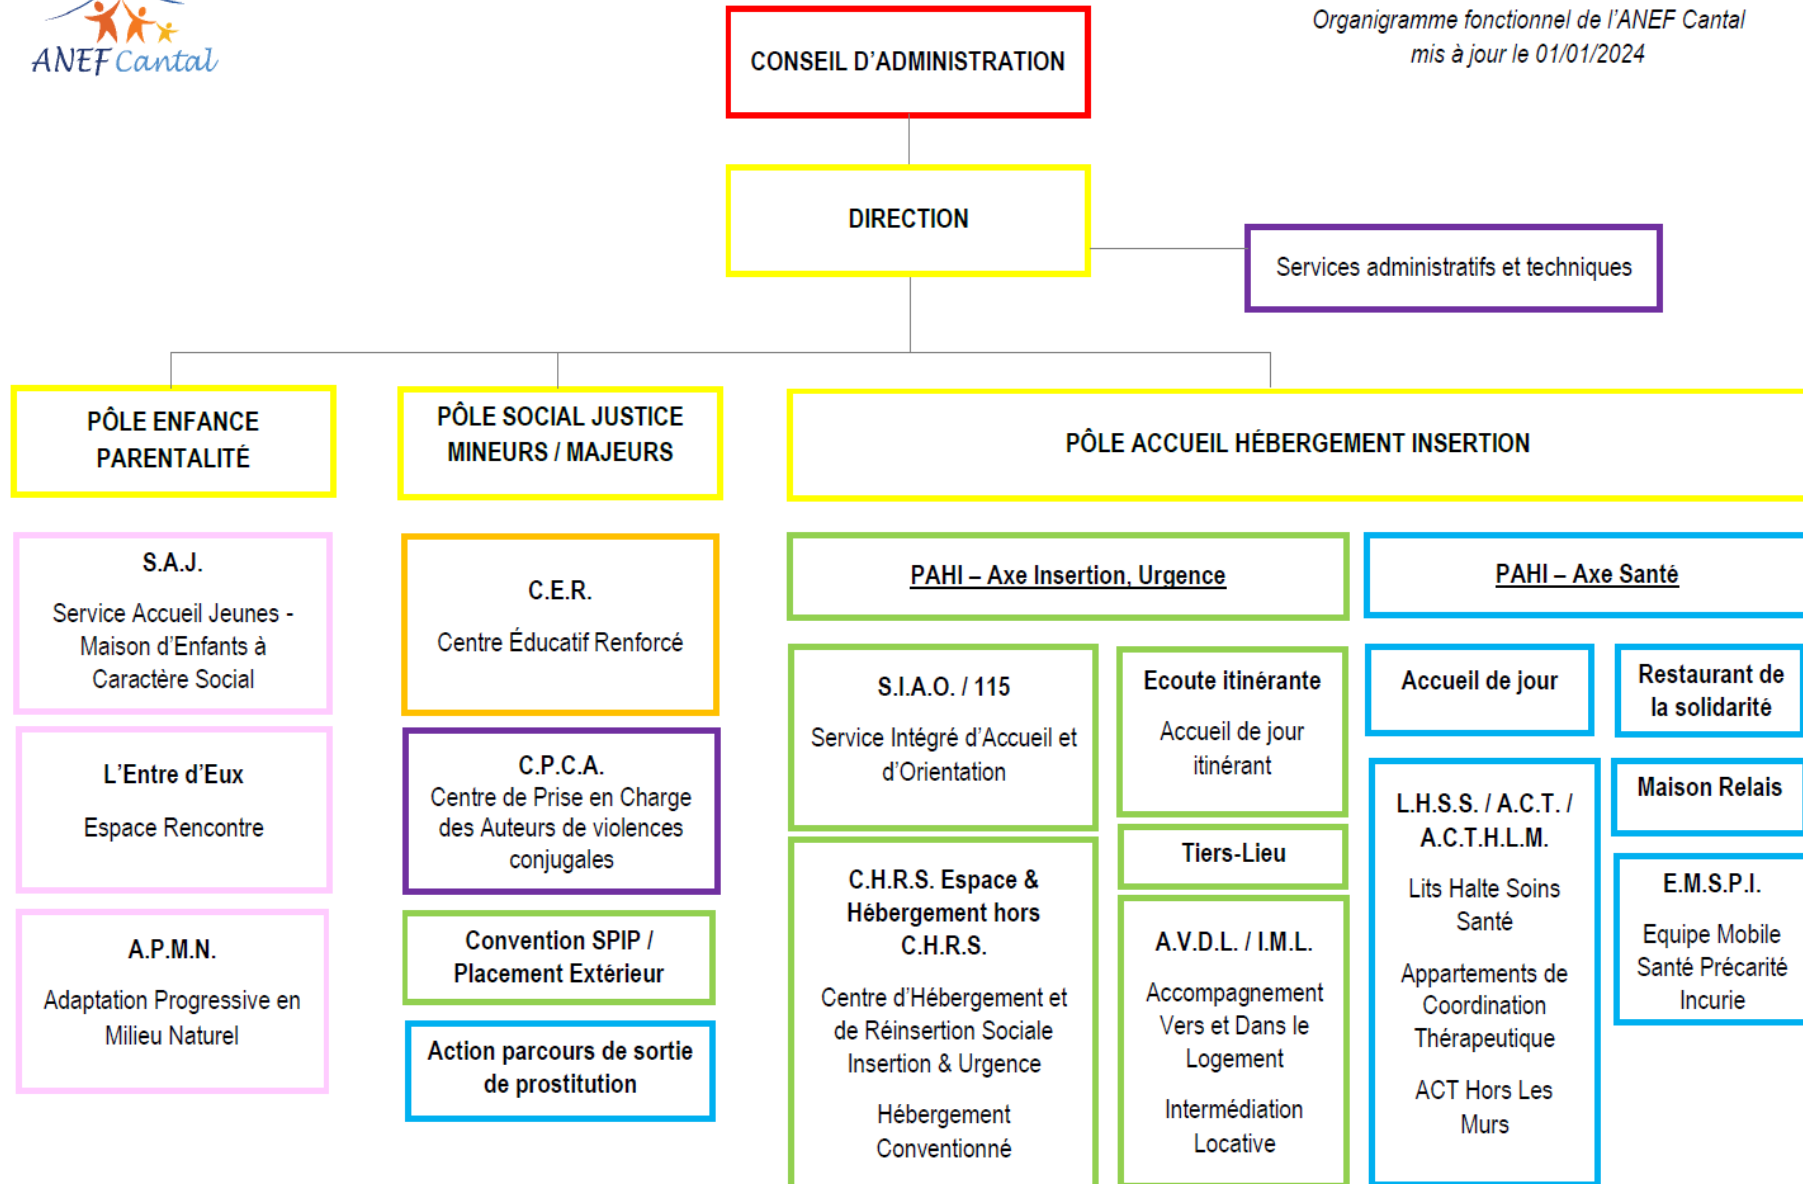 ANEF Cantal
Organigramme fonctionnel de l'ANEF Cantal
mis à jour le 01/01/2024
CONSEIL D'ADMINISTRATION
DIRECTION
Services administratifs et techniques
PÔLE ENFANCE
PARENTALITÉ
S.A.J.
Service Accueil Jeunes -
Maison d'Enfants à
Caractère Social
L'Entre d'Eux
Espace Rencontre
A.P.M.N.
Adaptation Progressive en
Milieu Naturel
PÔLE SOCIAL JUSTICE
MINEURS / MAJEURS
C.E.R.
Centre Éducatif Renforcé
C.P.C.A.
Centre de Prise en Charge
des Auteurs de violences
conjugales
Convention SPIP /
Placement Extérieur
Action parcours de sortie
de prostitution
PÔLE ACCUEIL HÉBERGEMENT INSERTION
PAHI – Axe Insertion, Urgence
S.I.A.O. / 115
Service Intégré d'Accueil et
d'Orientation
C.H.R.S. Espace &
Hébergement hors
C.H.R.S.
Centre d'Hébergement et
de Réinsertion Sociale
Insertion & Urgence
Hébergement
Conventionné
Ecoute itinérante
Accueil de jour
itinérant
Tiers-Lieu
A.V.D.L. / I.M.L.
Accompagnement
Vers et Dans le
Logement
Intermédiation
Locative
PAHI – Axe Santé
Accueil de jour
L.H.S.S. / A.C.T. /
A.C.T.H.L.M.
Lits Halte Soins
Santé
Appartements de
Coordination
Thérapeutique
ACT Hors Les
Murs
Restaurant de
la solidarité
Maison Relais
E.M.S.P.I.
Equipe Mobile
Santé Précarité
Incurie